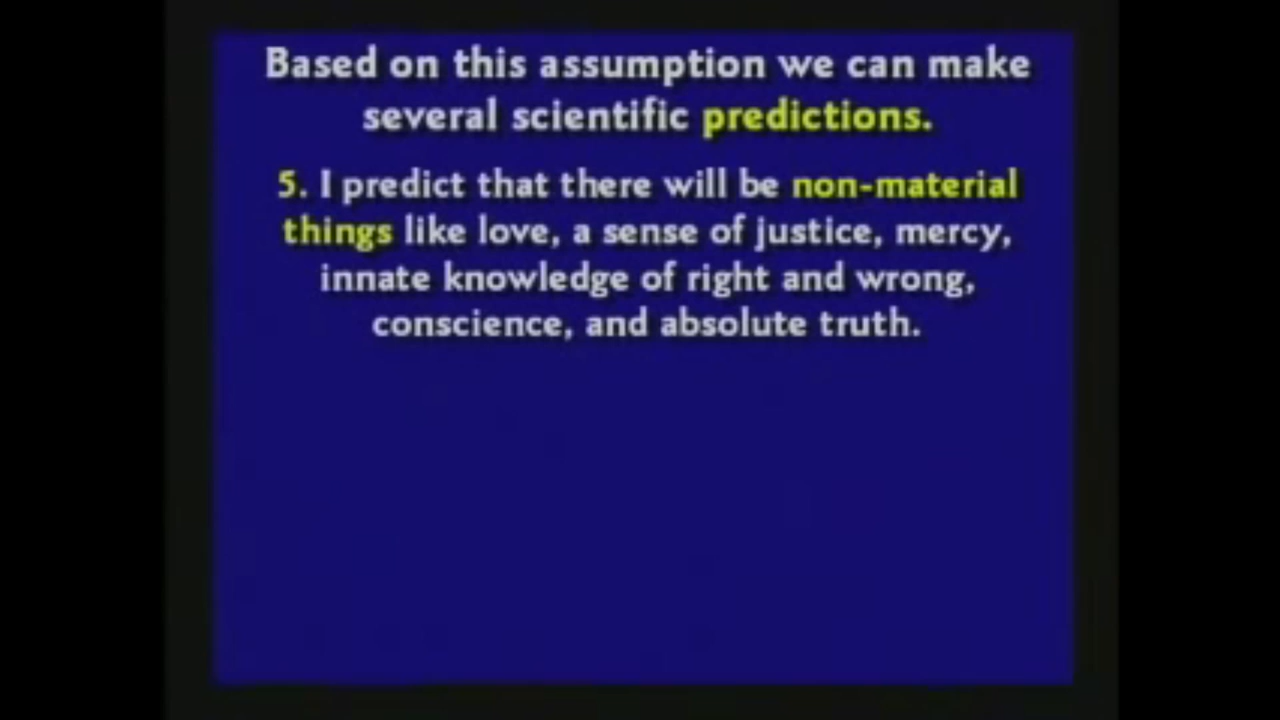 Based on this assumption we can make
several scientific predictions.
5. I predict that there will be non-material
things like love, a sense of justice, mercy,
innate knowledge of right and wrong,
conscience, and absolute truth.